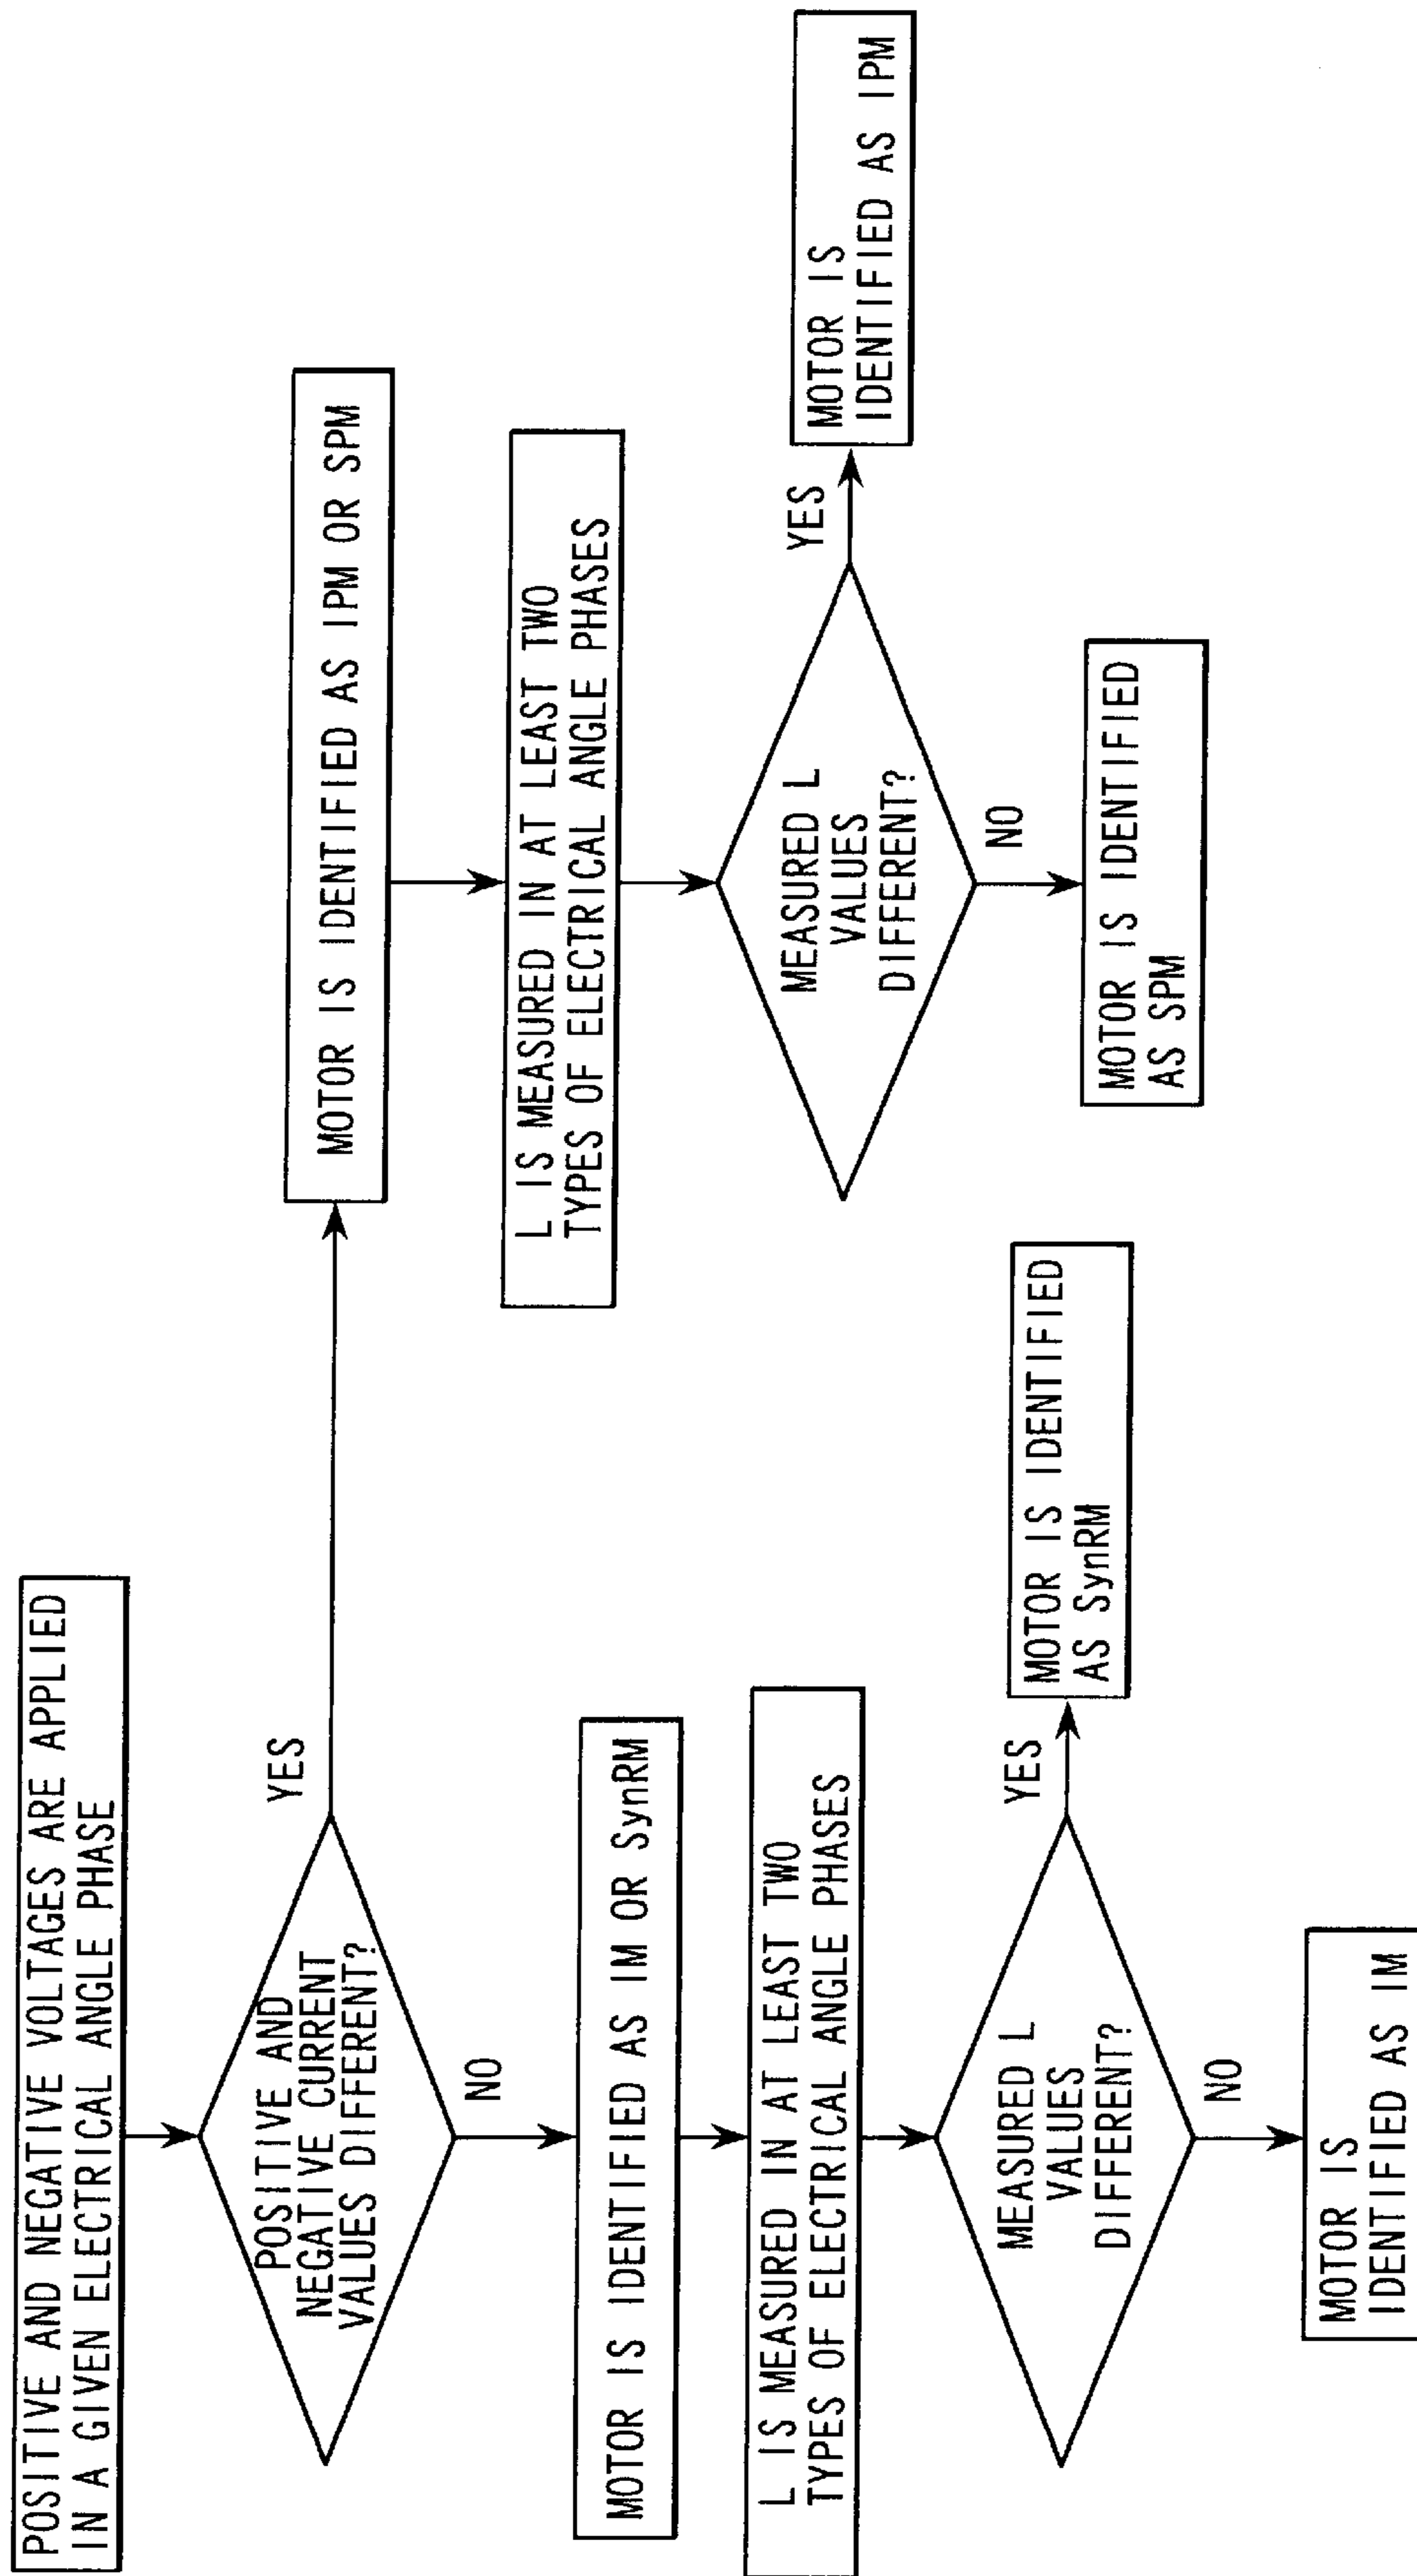 POSITIVE AND NEGATIVE VOLTAGES ARE APPLIED
IN A GIVEN ELECTRICAL ANGLE PHASE
POSITIVE AND
NEGATIVE CURRENT
VALUES DIFFERENT?
YES
NO
MOTOR IS IDENTIFIED AS IM OR SynRM
L IS MEASURED IN AT LEAST TWO
TYPES OF ELECTRICAL ANGLE PHASES
MEASURED L
VALUES
DIFFERENT?
YES
MOTOR IS IDENTIFIED
AS SynRM
NO
MOTOR IS
IDENTIFIED AS IM
MOTOR IS IDENTIFIED AS IPM OR SPM
L IS MEASURED IN AT LEAST TWO
TYPES OF ELECTRICAL ANGLE PHASES
MEASURED L
VALUES
DIFFERENT?
YES
MOTOR IS
IDENTIFIED AS IPM
NO
MOTOR IS IDENTIFIED
AS SPM